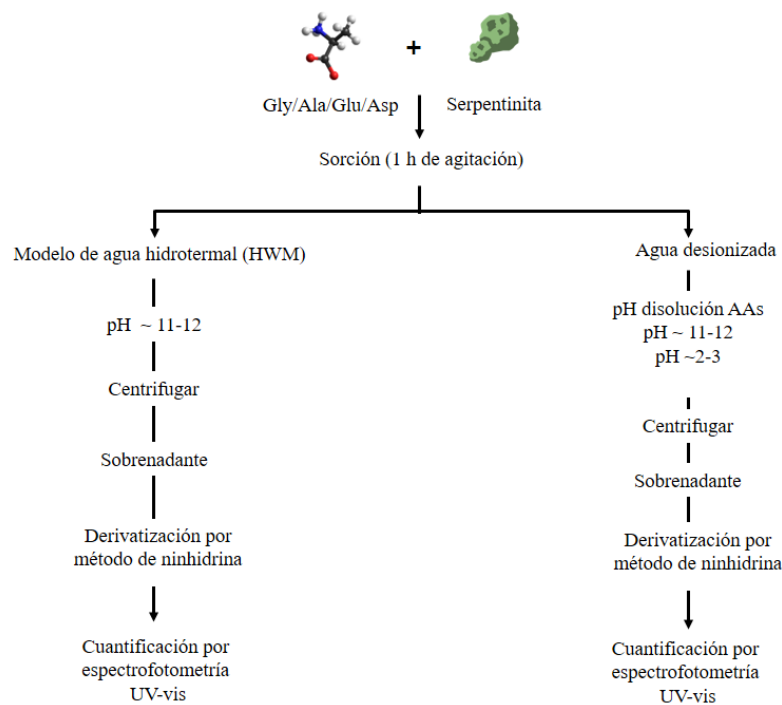 +
Gly/Ala/Glu/Asp
Serpentinita
Sorción (1 h de agitación)
Modelo de agua hidrotermal (HWM)
pH ~ 11-12
Centrifugar
Sobrenadante
Derivatización por
método de ninhidrina
Cuantificación por
espectrofotometría
UV-vis
Agua desionizada
pH disolución AAs
pH ~ 11-12
pH ~2-3
Centrifugar
Sobrenadante
Derivatización por
método de ninhidrina
Cuantificación por
espectrofotometría
UV-vis